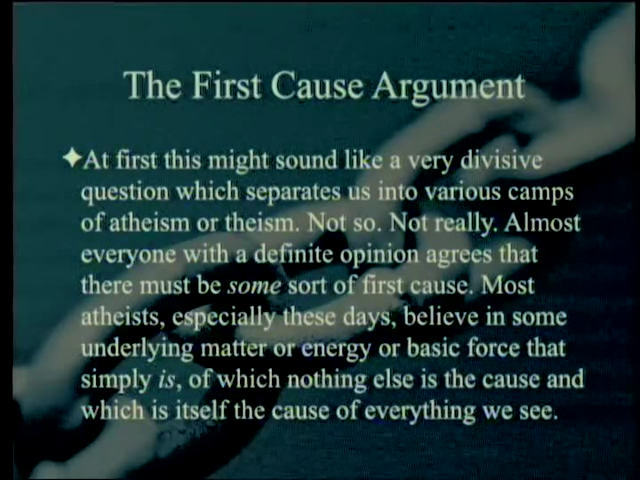 The First Cause Argument
✦At first this might sound like a very divisive
question which separates us into various camps
of atheism or theism. Not so. Not really. Almost
everyone with a definite opinion agrees that
there must be some sort of first cause. Most
atheists, especially these days, believe in some
underlying matter or energy or basic force that
simply is, of which nothing else is the cause and
which is itself the cause of everything we see.